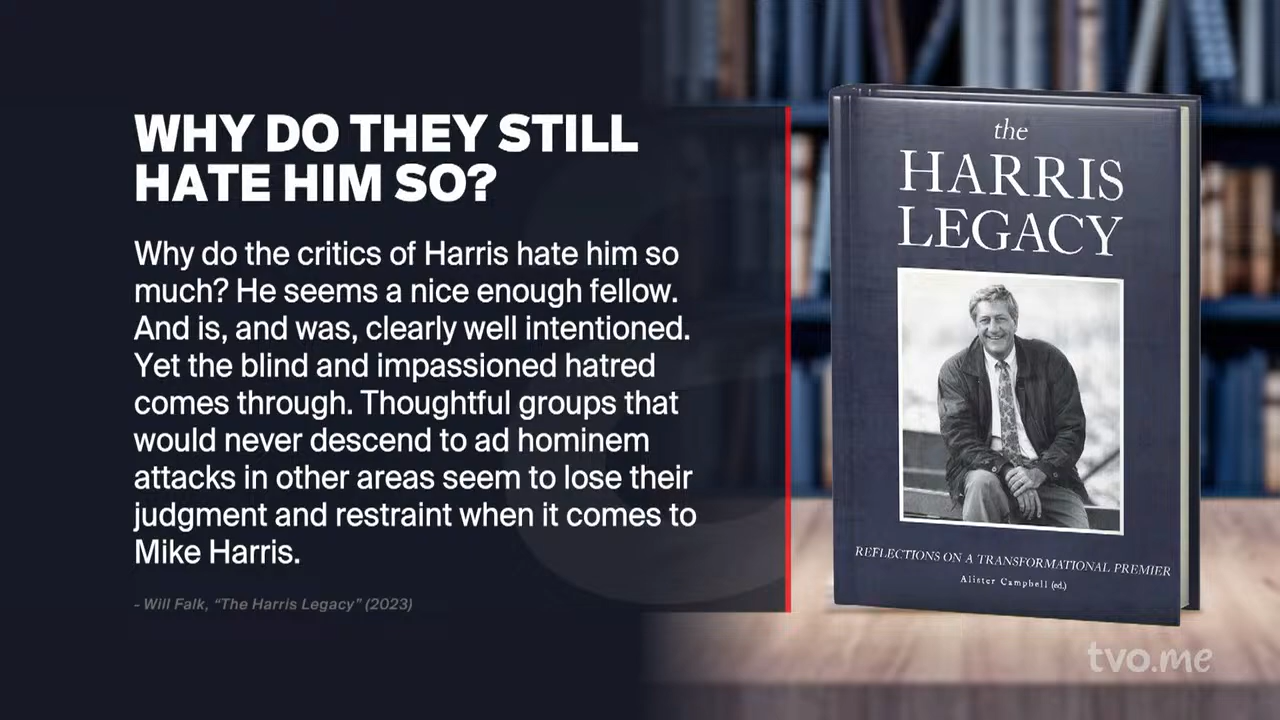 WHY DO THEY STILL
HATE HIM SO?
Why do the critics of Harris hate him so
much? He seems a nice enough fellow.
And is, and was, clearly well intentioned.
Yet the blind and impassioned hatred
comes through. Thoughtful groups that
would never descend to ad hominem
attacks in other areas seem to lose their
judgment and restraint when it comes to
Mike Harris.
- Will Falk, “The Harris Legacy” (2023)
the
HARRIS
LEGACY
REFLECTIONS ON A TRANSFORMATIONAL PREMIER
Alister Campbell (ed.)
tvo.me